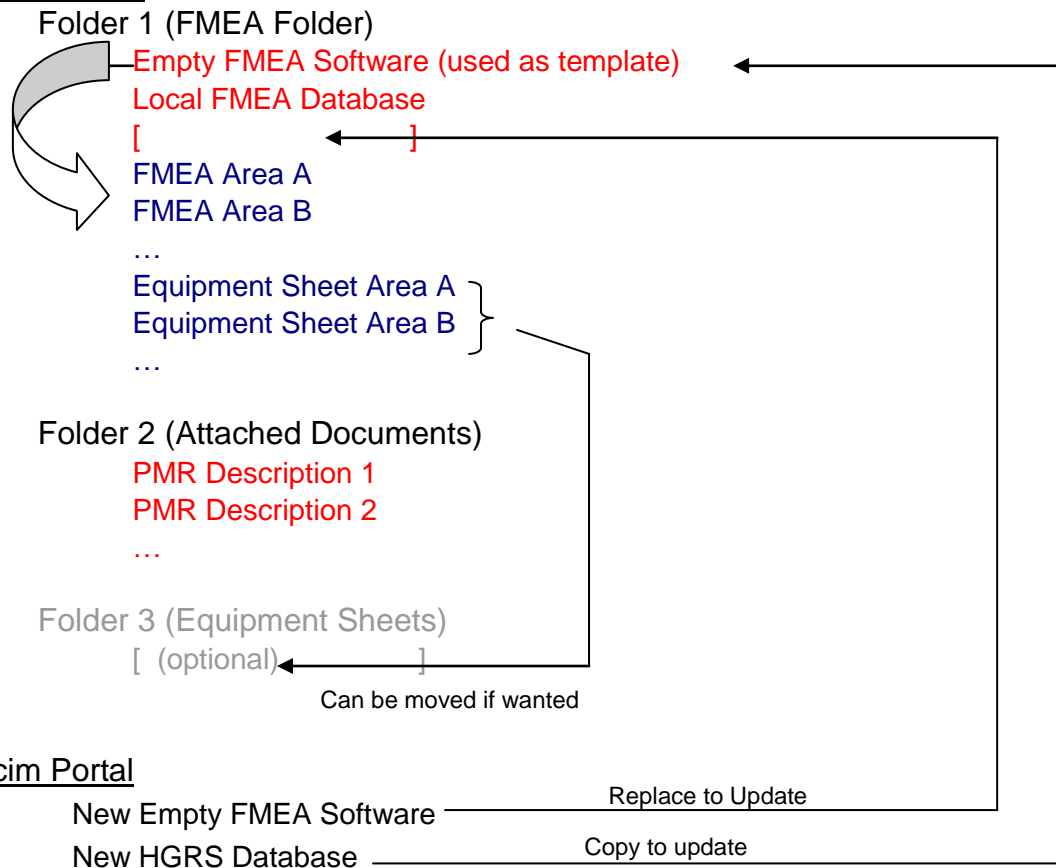 Folder 1 (FMEA Folder)
Empty FMEA Software (used as template)
Local FMEA Database
[ ]
FMEA Area A
FMEA Area B
…
Equipment Sheet Area A
Equipment Sheet Area B
…
Folder 2 (Attached Documents)
PMR Description 1
PMR Description 2
…
Folder 3 (Equipment Sheets)
[ (optional) ]
Can be moved if wanted
Portal
New Empty FMEA Software
Replace to Update
New HGRS Database
Copy to update